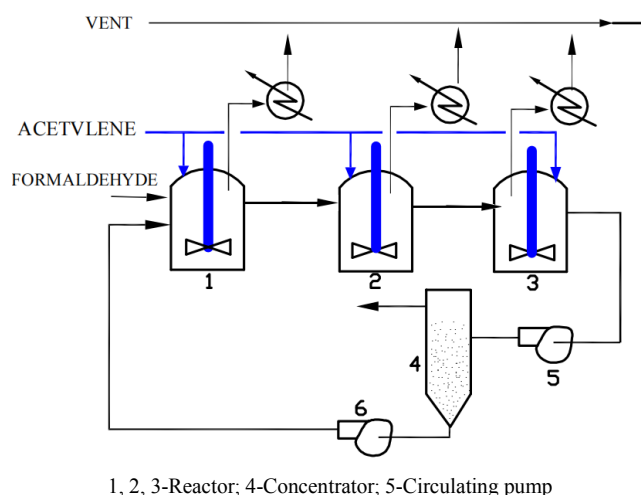 VENT
ACETVLENE
FORMALDEHYDE
1
2
3
4
5
6
1, 2, 3-Reactor; 4-Concentrator; 5-Circulating pump